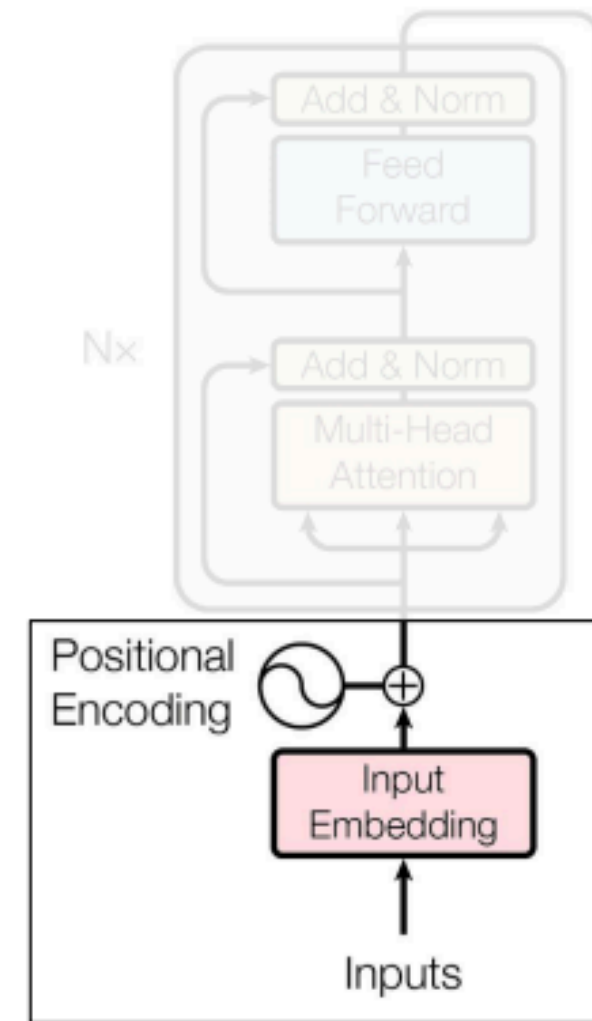 Add & Norm
Feed
Forward
Nx
Add & Norm
Multi-Head
Attention
Positional
Encoding
Input
Embedding
Inputs